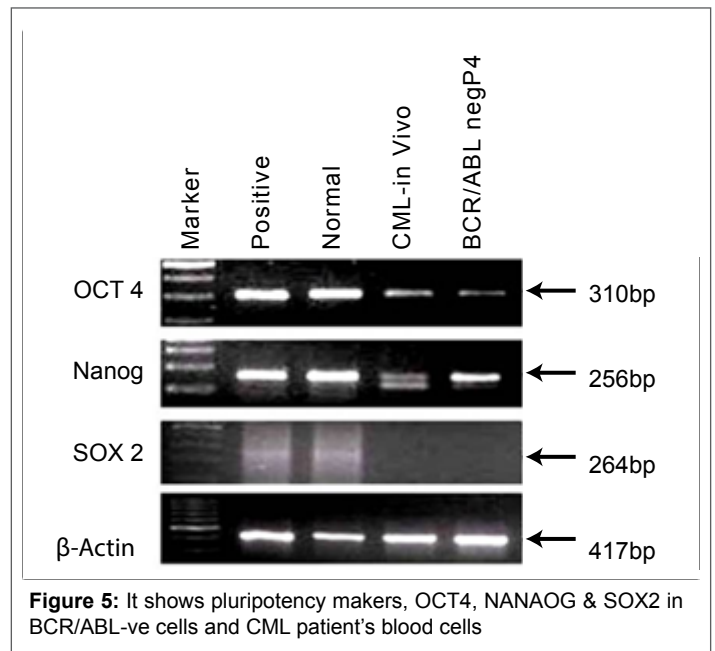 Marker
Positive
Normal
CML-in Vivo
BCR/ABL negP4
OCT 4
310bp
Nanog
256bp
SOX 2
264bp
β-Actin
417bp
Figure 5: It shows pluripotency makers, OCT4, NANAOG & SOX2 in
BCR/ABL-ve cells and CML patient's blood cells